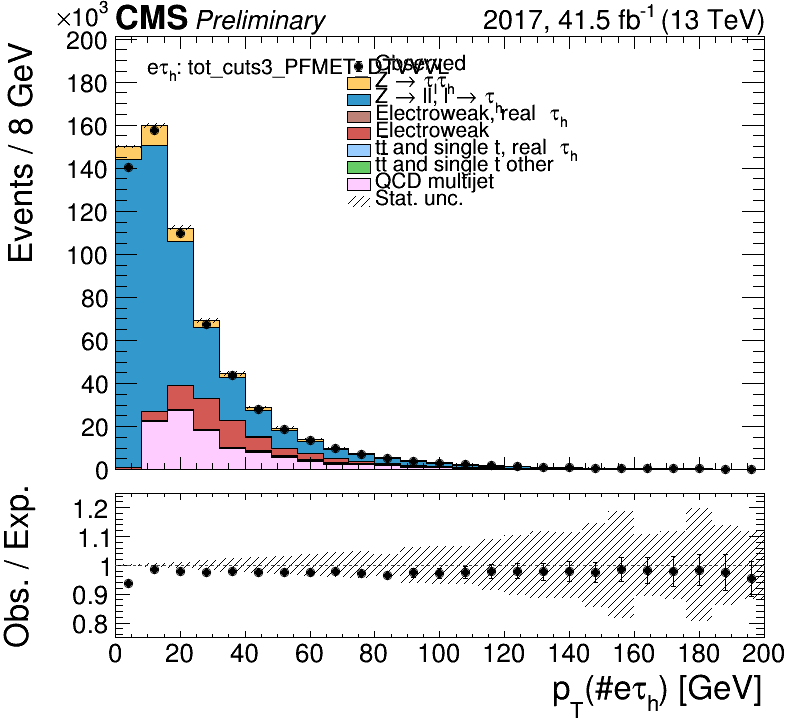 ×10³ CMS Preliminary 2017, 41.5 fb⁻¹ (13 TeV)
Events / 8 GeV
200
180
160
140
120
100
80
60
40
20
0
eτh: tot_cuts3_PFMET
Observed
Z → τlτh
Z → ll, l → τh
Electroweak, real τh
Electroweak
tt̄ and single t, real τh
tt̄ and single t other
QCD multijet
Stat. unc.
Obs. / Exp.
1.2
1.1
1
0.9
0.8
0 20 40 60 80 100 120 140 160 180 200
pT(#eτh) [GeV]